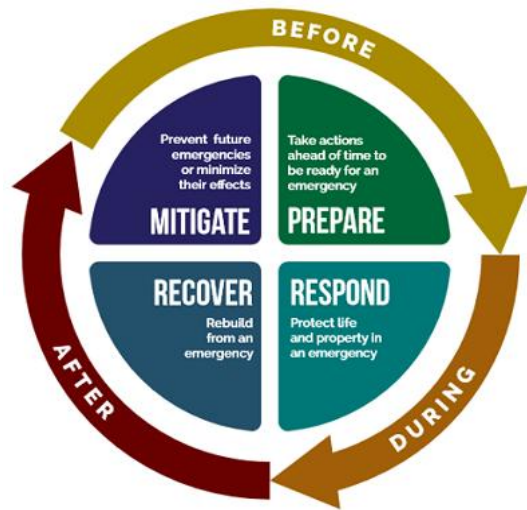 BEFORE
Prevent future
emergencies
or minimize
their effects
MITIGATE
Take actions
ahead of time to
be ready for an
emergency
PREPARE
RECOVER
Rebuild
from an
emergency
RESPOND
Protect life
and property in
an emergency
AFTER
DURING